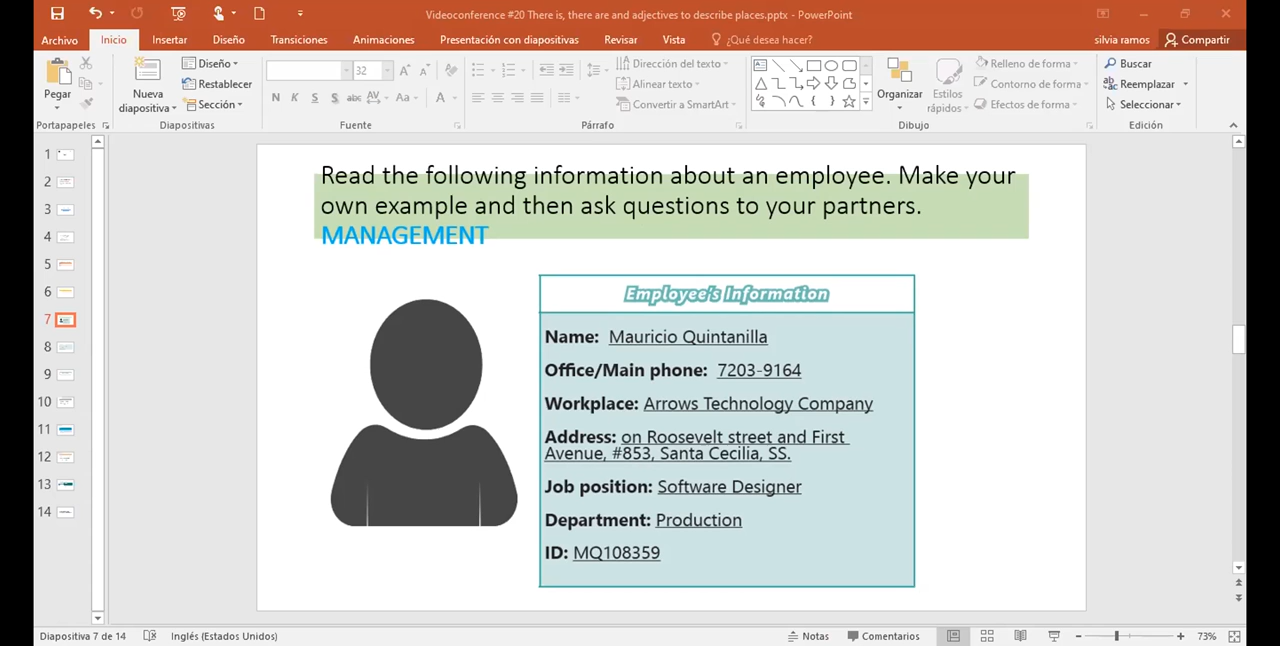 Videoconference #20 There is, there are and adjectives to describe places.pptx - PowerPoint
Archivo Inicio Insertar Diseño Transiciones Animaciones Presentación con diapositivas Revisar Vista ¿Qué desea hacer? silvia ramos Compartir
Pegar
Nueva diapositiva
Diseño
Restablecer
Sección
32
N K S S abc AV Aa A
Dirección del texto
Alinear texto
Convertir a SmartArt
Organizar
Estilos rápidos
Relleno de forma
Contorno de forma
Efectos de forma
Buscar
Reemplazar
Seleccionar
Portapapeles Diapositivas Fuente Párrafo Dibujo Edición
1
2
3
4
5
6
7
8
9
10
11
12
13
14
Read the following information about an employee. Make your
own example and then ask questions to your partners.
MANAGEMENT
Employee's Information
Name: Mauricio Quintanilla
Office/Main phone: 7203-9164
Workplace: Arrows Technology Company
Address: on Roosevelt street and First
Avenue, #853, Santa Cecilia, SS.
Job position: Software Designer
Department: Production
ID: MQ108359
Diapositiva 7 de 14 Inglés (Estados Unidos) Notas Comentarios 73%